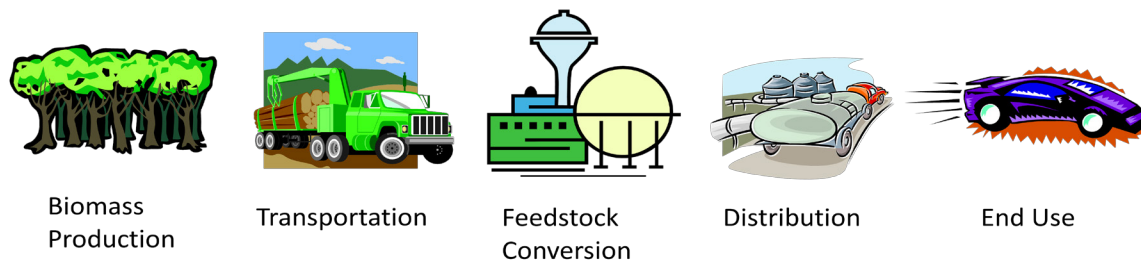 Biomass
Production
Transportation
Feedstock
Conversion
Distribution
End Use